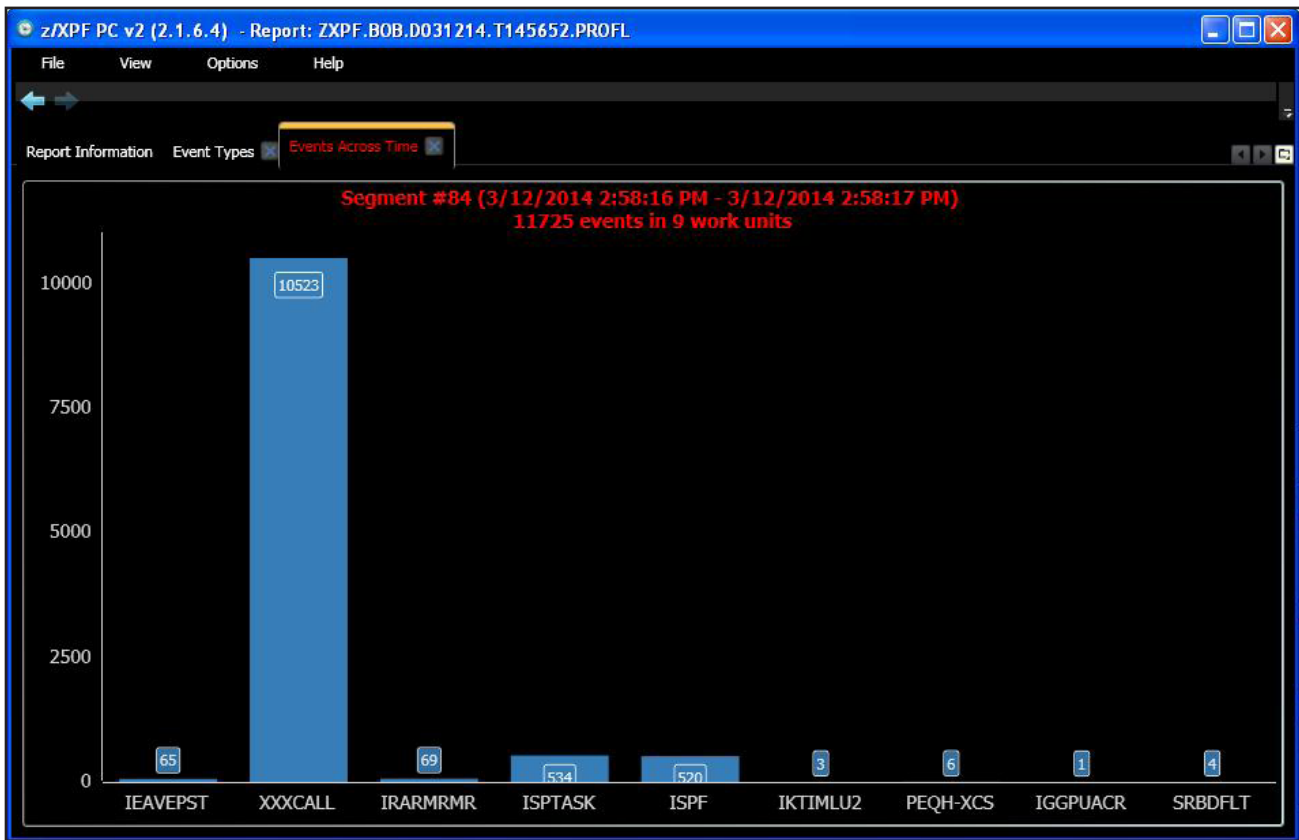 z/XPF PC v2 (2.1.6.4) - Report: ZXPF.BOB.D031214.T145652.PROFL
File View Options Help
Report Information Event Types Events Across Time
Segment #84 (3/12/2014 2:58:16 PM - 3/12/2014 2:58:17 PM)
11725 events in 9 work units
10000
7500
5000
2500
0
65 10523 69 534 520 3 6 1 4
IEAVEPST XXXCALL IRARMRMR ISPTASK ISPF IKTIMLU2 PEQH-XCS IGGPUACR SRBDFLT